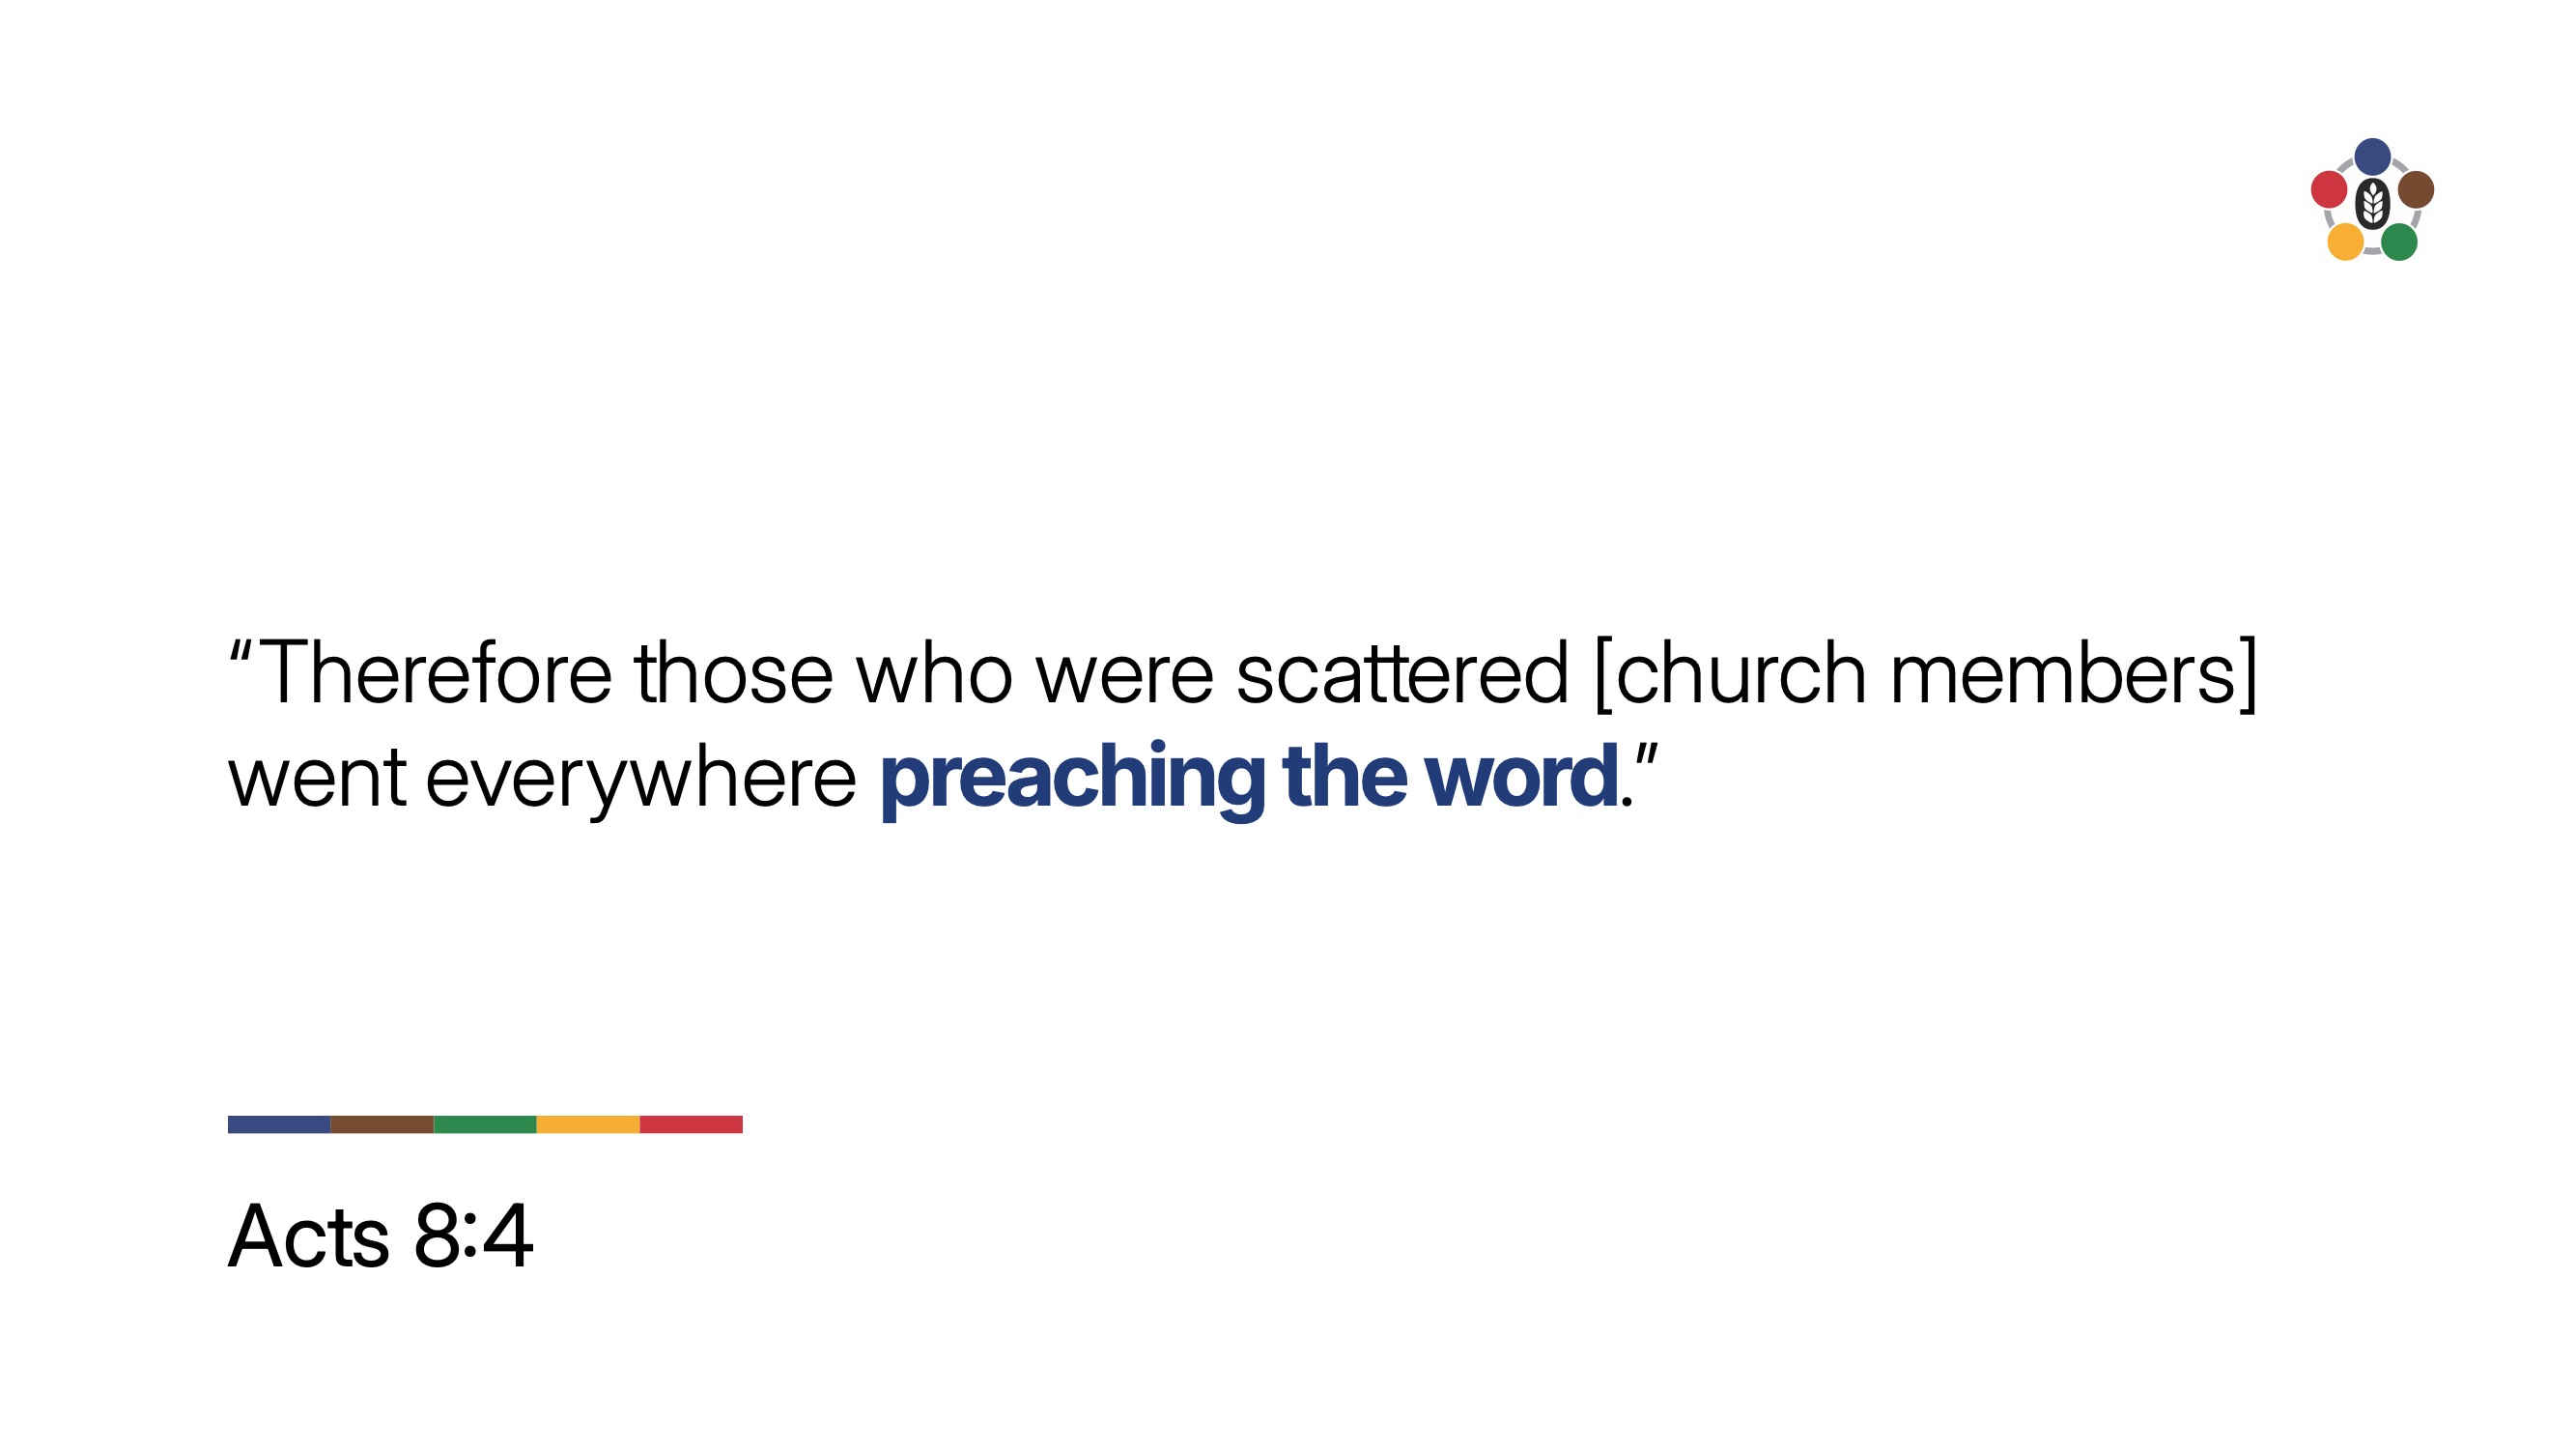 “Therefore those who were scattered [church members]
went everywhere preaching the word.”
Acts 8:4